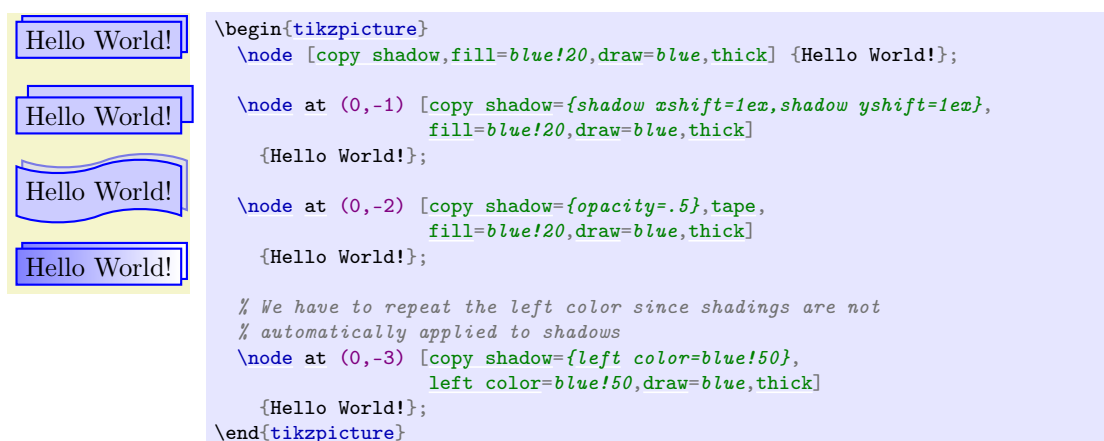 Hello World!
Hello World!
Hello World!
Hello World!
\begin{tikzpicture}
  \node [copy shadow,fill=blue!20,draw=blue,thick] {Hello World!};

  \node at (0,-1) [copy shadow={shadow xshift=1ex,shadow yshift=1ex},
                   fill=blue!20,draw=blue,thick]
    {Hello World!};

  \node at (0,-2) [copy shadow={opacity=.5},tape,
                   fill=blue!20,draw=blue,thick]
    {Hello World!};

  % We have to repeat the left color since shadings are not
  % automatically applied to shadows
  \node at (0,-3) [copy shadow={left color=blue!50},
                   left color=blue!50,draw=blue,thick]
    {Hello World!};
\end{tikzpicture}